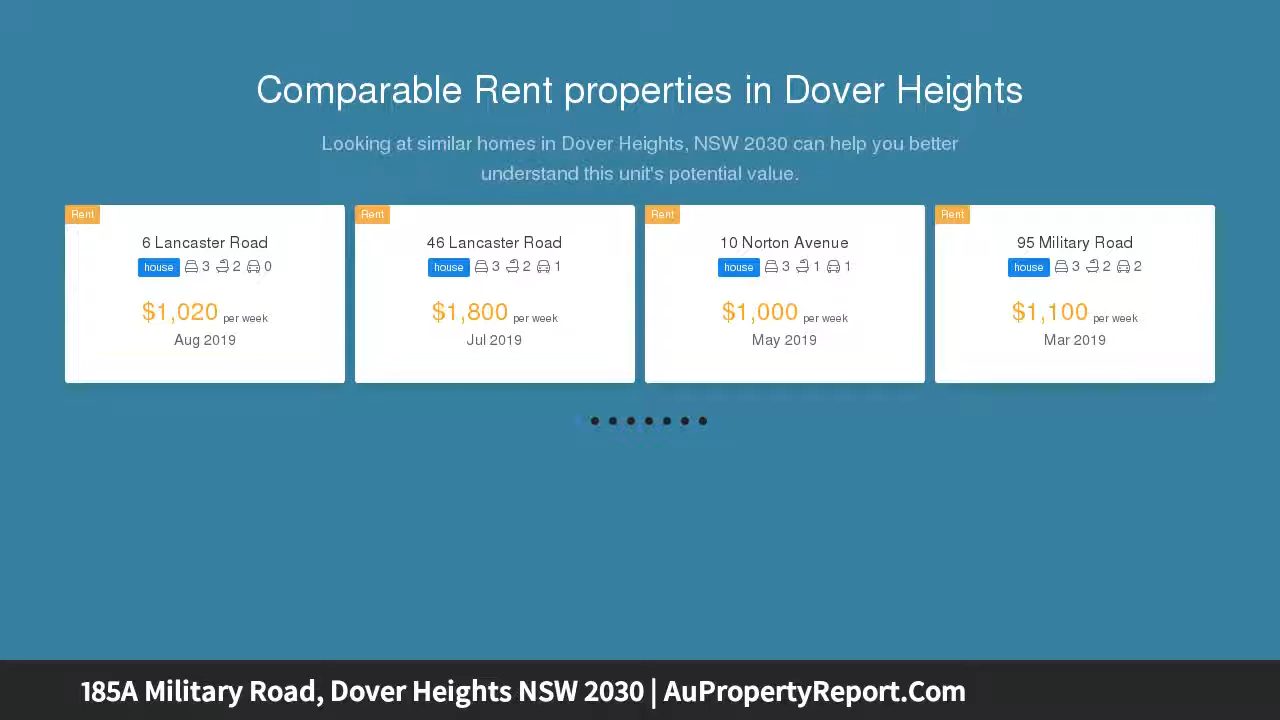 Comparable Rent properties in Dover Heights
Looking at similar homes in Dover Heights, NSW 2030 can help you better
understand this unit's potential value.
Rent
6 Lancaster Road
house 3 2 0
$1,020 per week
Aug 2019
Rent
46 Lancaster Road
house 3 2 1
$1,800 per week
Jul 2019
Rent
10 Norton Avenue
house 3 1 1
$1,000 per week
May 2019
Rent
95 Military Road
house 3 2 2
$1,100 per week
Mar 2019
185A Military Road, Dover Heights NSW 2030 | AuPropertyReport.Com